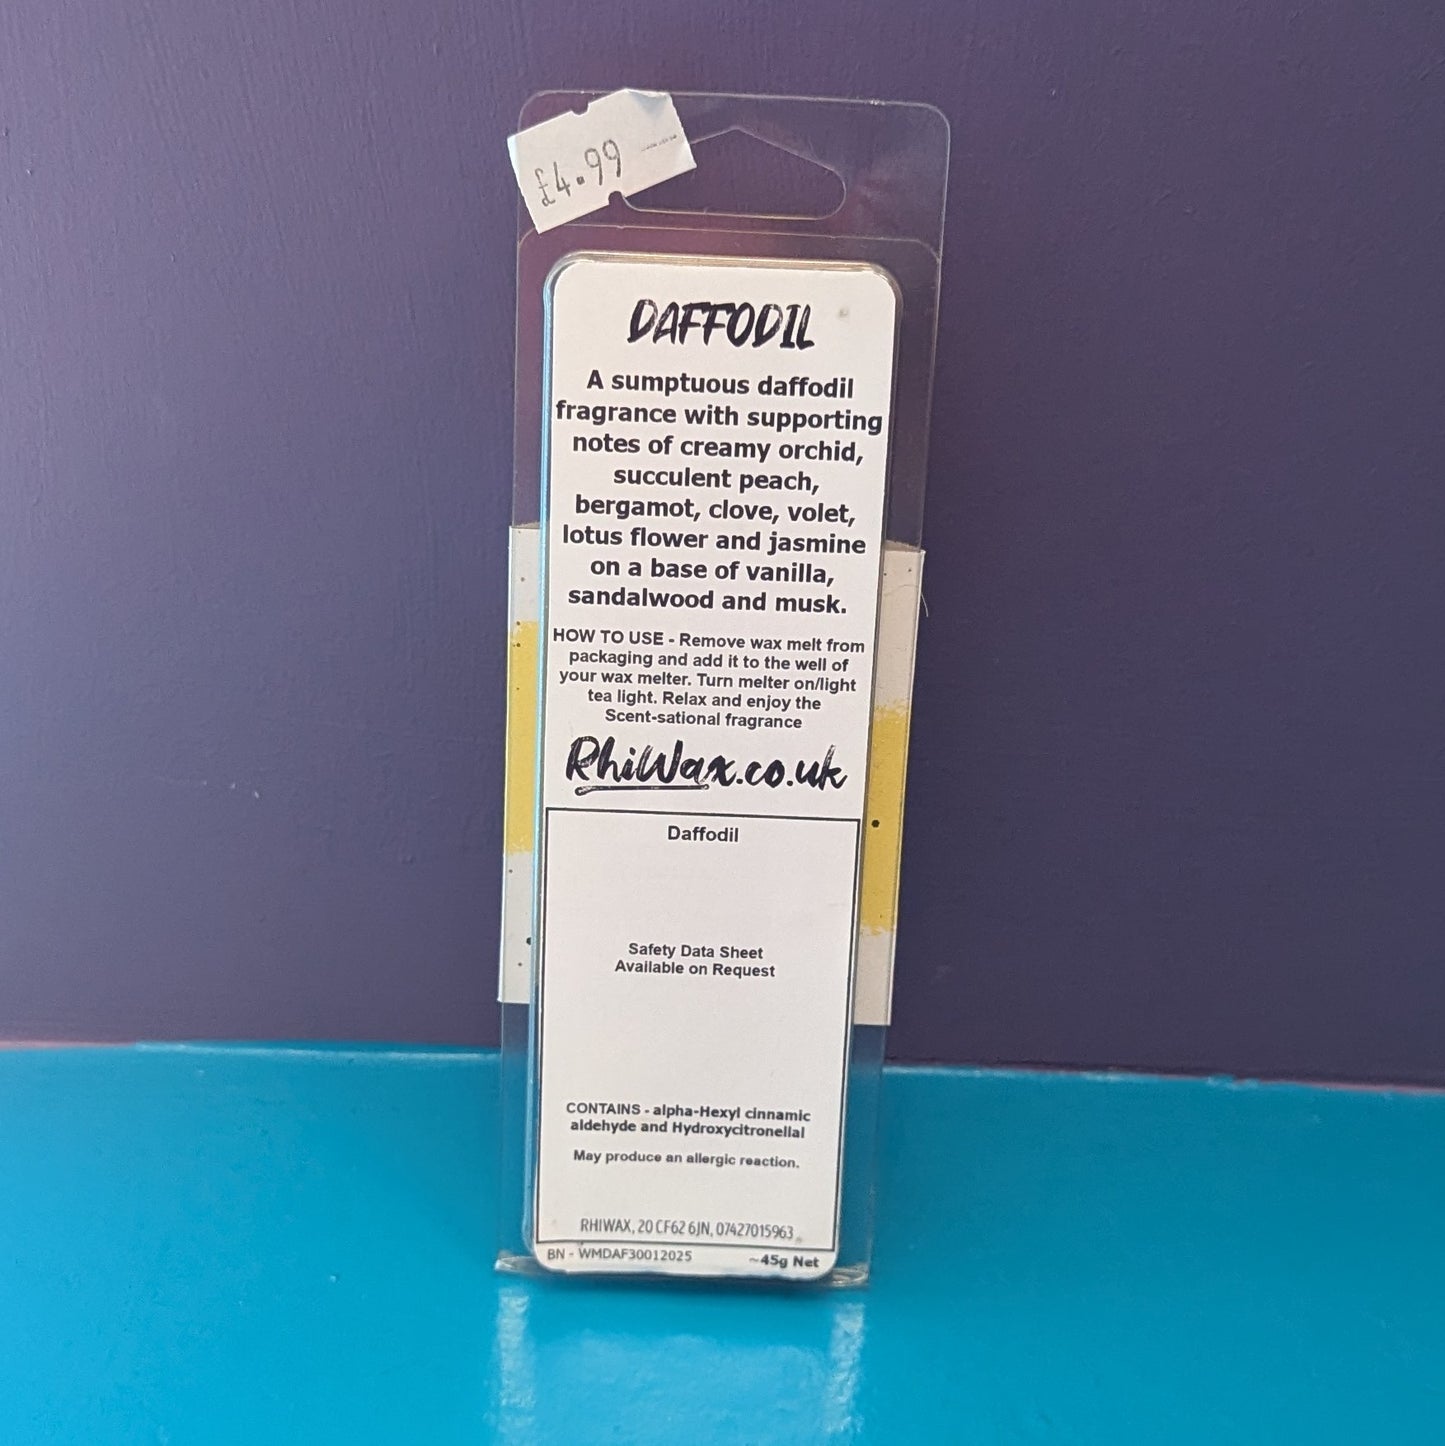 £4.99
DAFFODIL
A sumptuous daffodil
fragrance with supporting
notes of creamy orchid,
succulent peach,
bergamot, clove, volet,
lotus flower and jasmine
on a base of vanilla,
sandalwood and musk.
HOW TO USE - Remove wax melt from
packaging and add it to the well of
your wax melter. Turn melter on/light
tea light. Relax and enjoy the
Scent-sational fragrance
RhiWax.co.uk
Daffodil
Safety Data Sheet
Available on Request
CONTAINS - alpha-Hexyl cinnamic
aldehyde and Hydroxycitronellal
May produce an allergic reaction.
RHIWAX, 20 CF62 6JN, 07427015963
BN - WMDAF30012025 ~45g Net